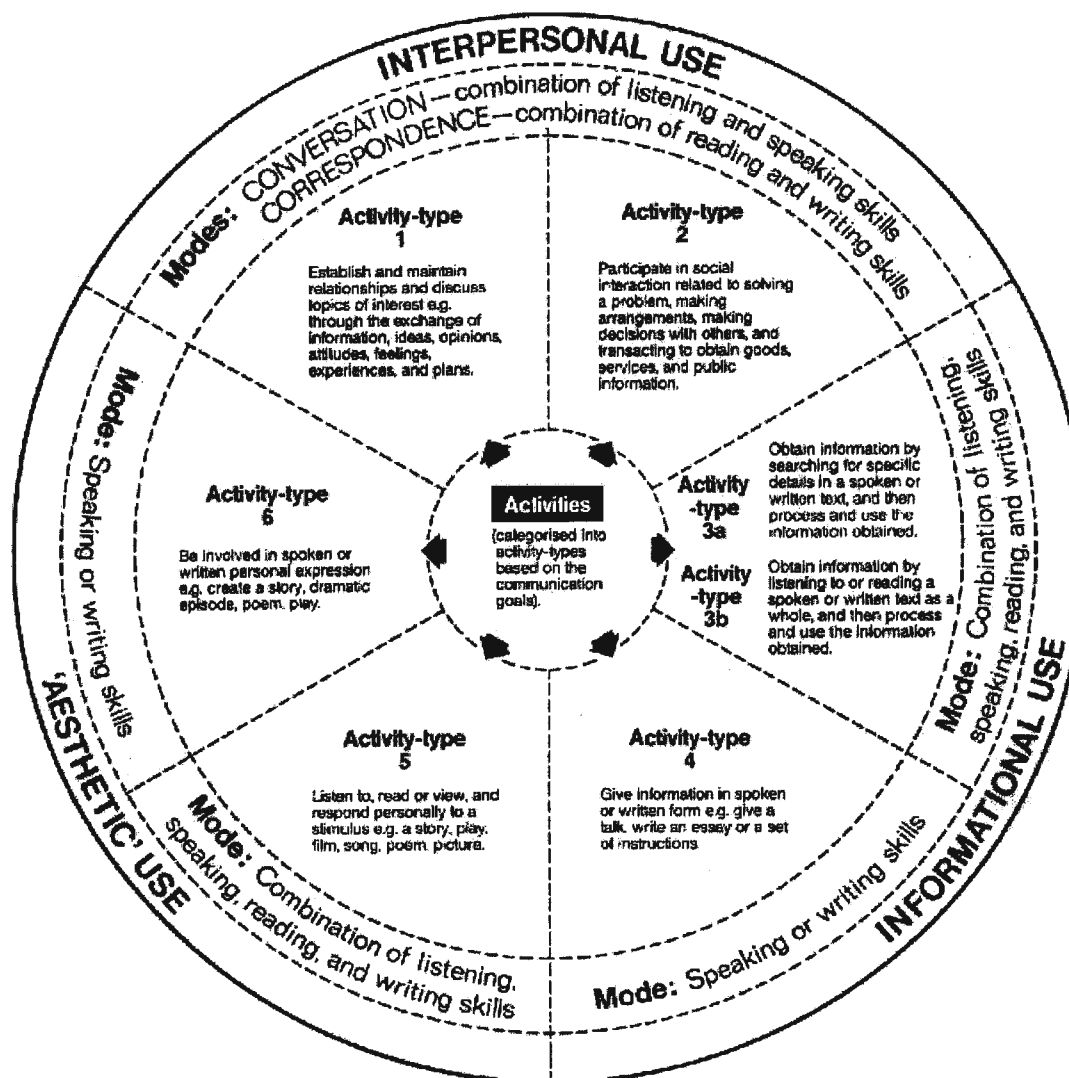 INTERPERSONAL USE
Modes: CONVERSATION—combination of listening and speaking skills
CORRESPONDENCE—combination of reading and writing skills
Activity-type
1
Establish and maintain
relationships and discuss
topics of interest e.g.
through the exchange of
information, ideas, opinions,
attitudes, feelings,
experiences, and plans.
Activity-type
2
Participate in social
interaction related to solving
a problem, making
arrangements, making
decisions with others, and
transacting to obtain goods,
services, and public
information.
Mode: Combination of listening,
speaking, reading, and writing skills
INFORMATIONAL USE
Activity
-type
3a
Obtain information by
searching for specific
details in a spoken or
written text, and then
process and use the
information obtained.
Activity
-type
3b
Obtain information by
listening to or reading a
spoken or written text as a
whole, and then process
and use the information
obtained.
Activity-type
4
Give information in spoken
or written form e.g. give a
talk, write an essay or a set
of instructions
Mode: Speaking or writing skills
Activity-type
5
Listen to, read or view, and
respond personally to a
stimulus e.g. a story, play,
film, song, poem, picture.
Mode: Combination of listening,
speaking, reading, and writing skills
'AESTHETIC' USE
Activity-type
6
Be involved in spoken or
written personal expression
e.g. create a story, dramatic
episode, poem, play.
Mode: Speaking or writing skills
Activities
(categorised into
activity-types
based on the
communication
goals).